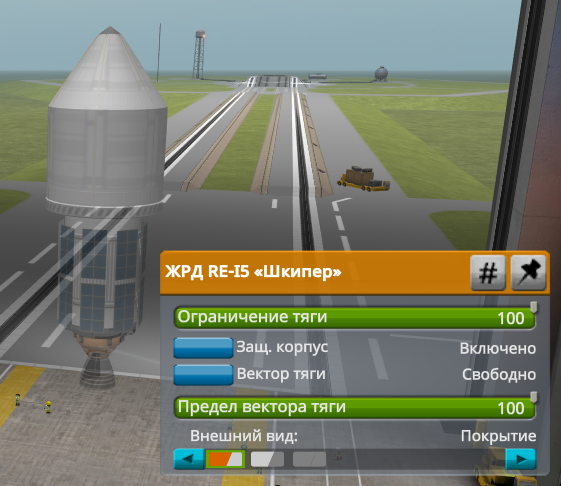 ЖРД RE-I5 «Шкипер» #
Ограничение тяги 100
Защ. корпус Включено
Вектор тяги Свободно
Предел вектора тяги 100
Внешний вид: Покрытие